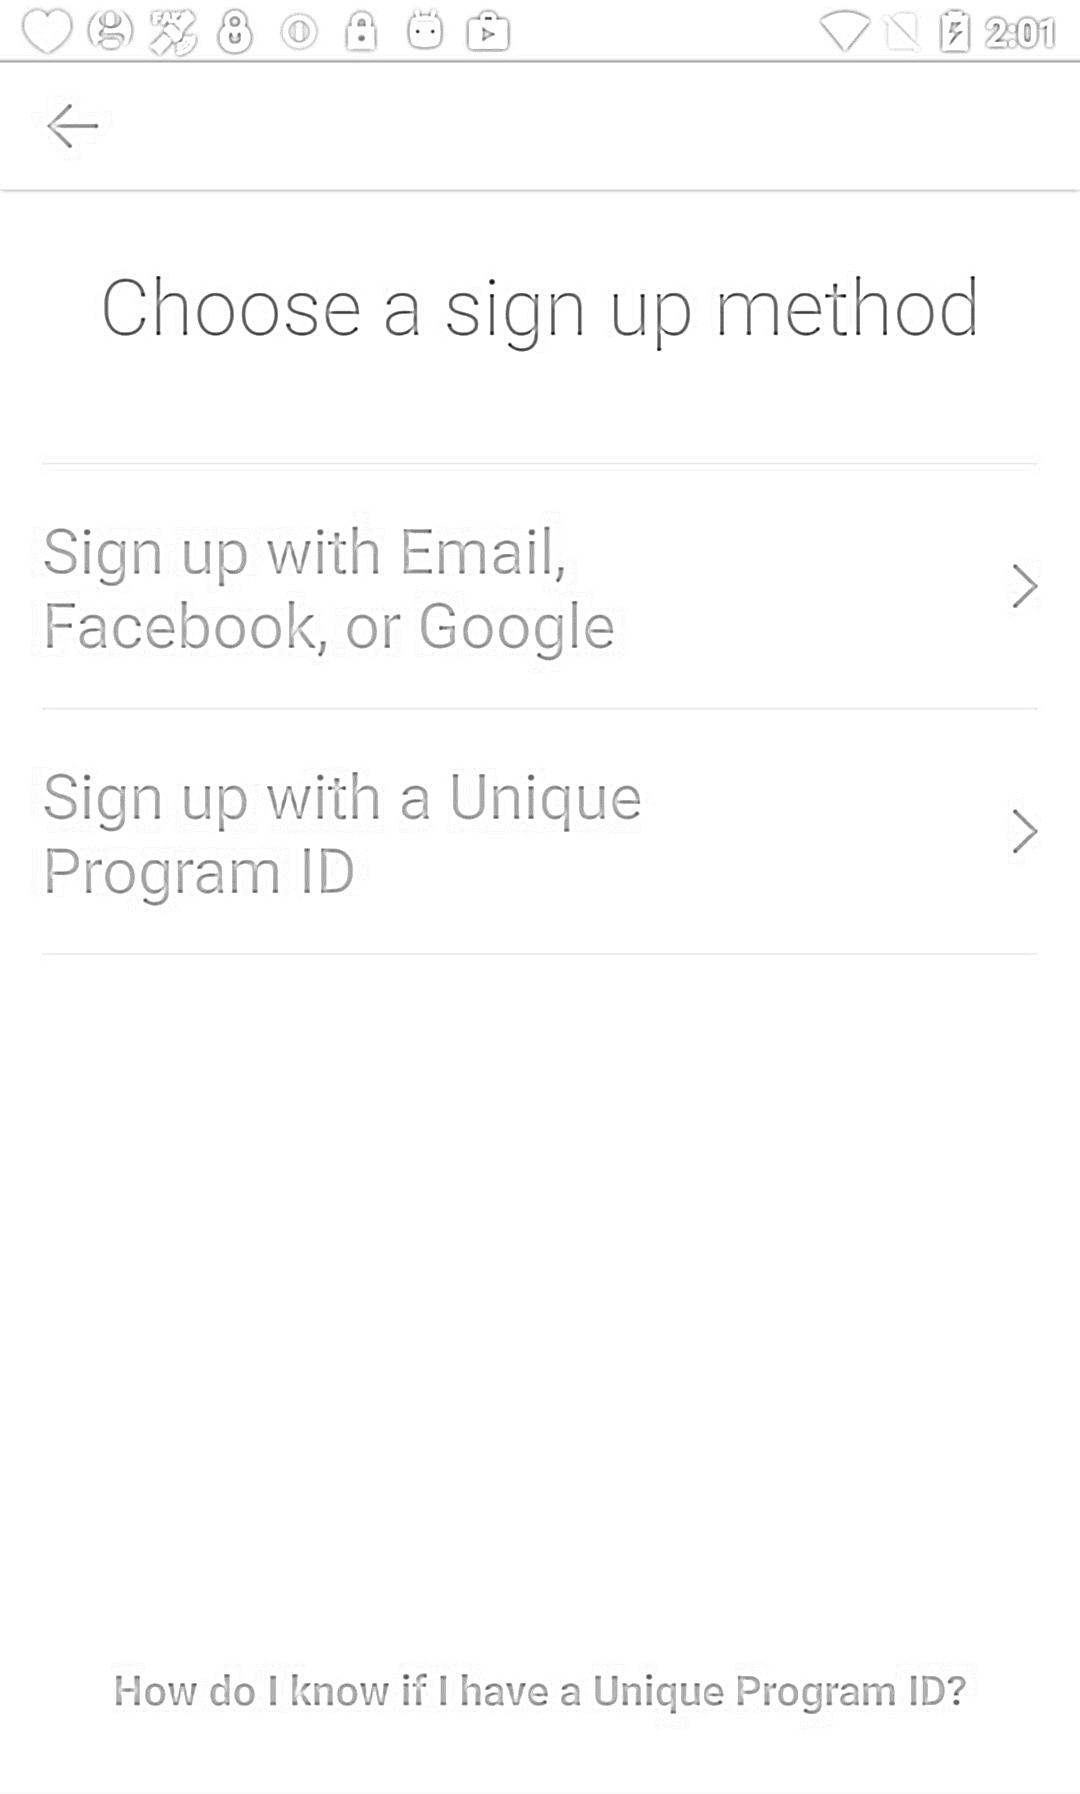 2:01
Choose a sign up method
Sign up with Email,
Facebook, or Google
Sign up with a Unique
Program ID
How do I know if I have a Unique Program ID?